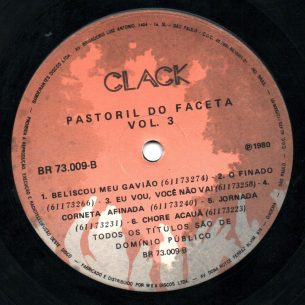 CLACK
PASTORIL DO FACETA
VOL. 3
BR 73.009-B
℗ 1980
1. BELISCOU MEU GAVIÃO (61173274) - 2. O FINADO
(61173266) - 3. EU VOU, VOCÊ NÃO VAI (61173258) - 4.
CORNETA AFINADA (61173240) - 5. JORNADA
(61173231) - 6. CHORE ACAUÃ (61173223)
TODOS OS TÍTULOS SÃO DE
DOMÍNIO PÚBLICO
BR 73.009-B